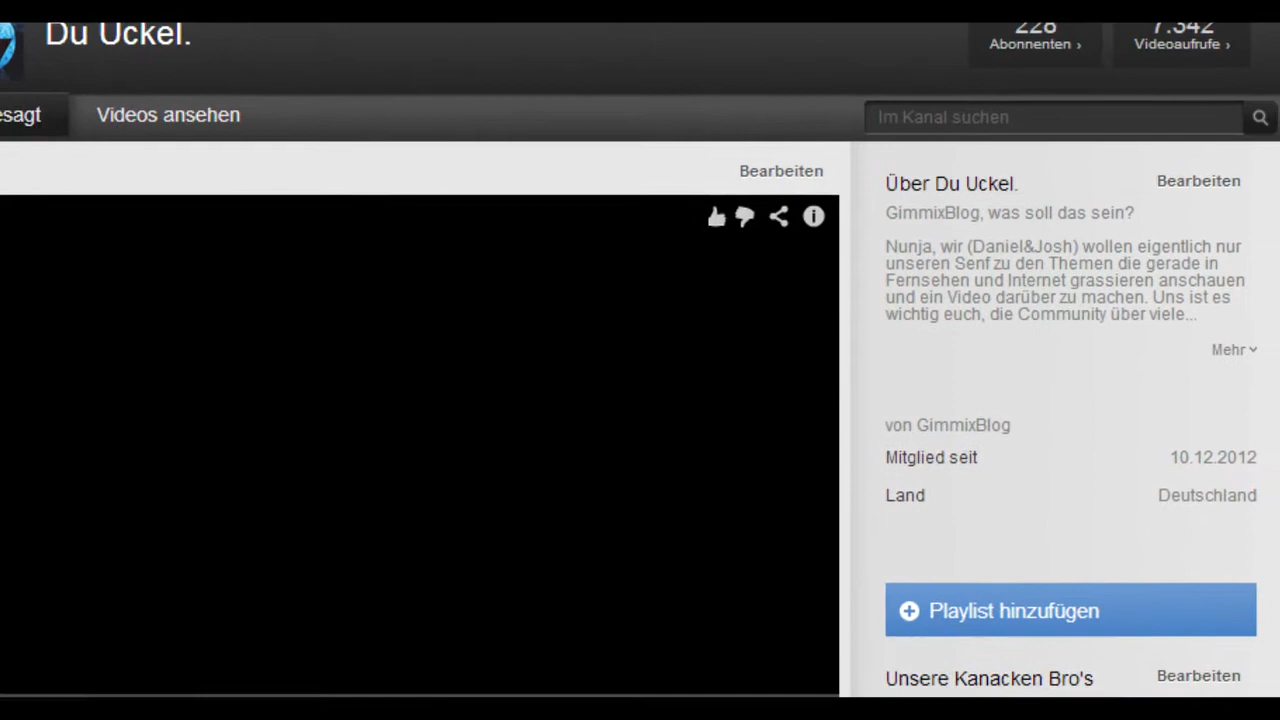 Du Uckel.
228
7.342
Abonnenten ›
Videoaufrufe ›
esagt
Videos ansehen
Im Kanal suchen
Bearbeiten
Über Du Uckel.
Bearbeiten
GimmixBlog, was soll das sein?
Nunja, wir (Daniel&Josh) wollen eigentlich nur
unseren Senf zu den Themen die gerade in
Fernsehen und Internet grassieren anschauen
und ein Video darüber zu machen. Uns ist es
wichtig euch, die Community über viele...
Mehr
von GimmixBlog
Mitglied seit
10.12.2012
Land
Deutschland
Playlist hinzufügen
Unsere Kanacken Bro's
Bearbeiten